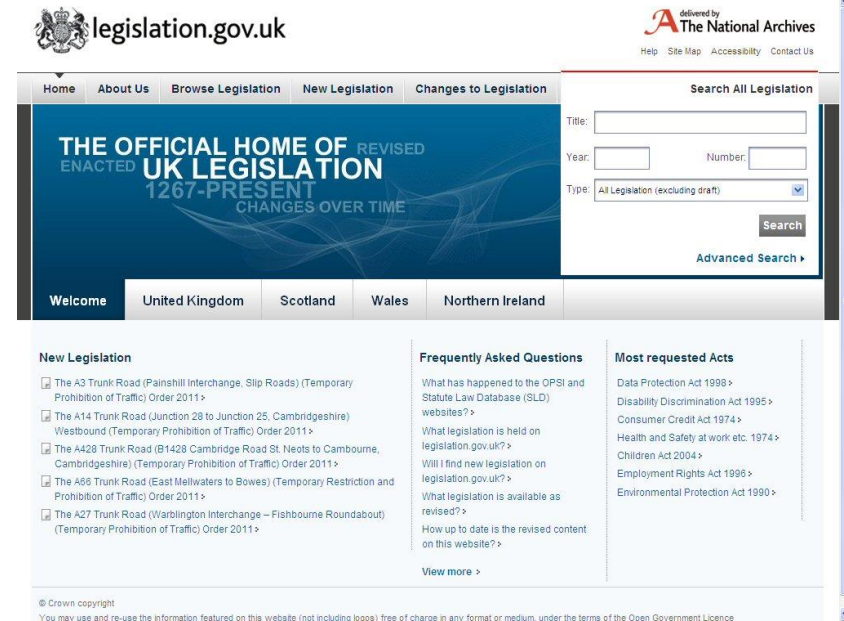 legislation.gov.uk
delivered by
The National Archives
Help Site Map Accessibility Contact Us
Home About Us Browse Legislation New Legislation Changes to Legislation
Search All Legislation
Title:
Year: Number:
Type: All Legislation (excluding draft)
Search
Advanced Search
THE OFFICIAL HOME OF REVISED
ENACTED UK LEGISLATION
1267-PRESENT
CHANGES OVER TIME
Welcome United Kingdom Scotland Wales Northern Ireland
New Legislation
The A3 Trunk Road (Painshill Interchange, Slip Roads) (Temporary
Prohibition of Traffic) Order 2011
The A14 Trunk Road (Junction 28 to Junction 25, Cambridgeshire)
Westbound (Temporary Prohibition of Traffic) Order 2011
The A428 Trunk Road (B1428 Cambridge Road St. Neots to Cambourne,
Cambridgeshire) (Temporary Prohibition of Traffic) Order 2011
The A66 Trunk Road (East Mellwaters to Bowes) (Temporary Restriction and
Prohibition of Traffic) Order 2011
The A27 Trunk Road (Warblington Interchange – Fishbourne Roundabout)
(Temporary Prohibition of Traffic) Order 2011
Frequently Asked Questions
What has happened to the OPSI and
Statute Law Database (SLD)
websites?
What legislation is held on
legislation.gov.uk?
Will I find new legislation on
legislation.gov.uk?
What legislation is available as
revised?
How up to date is the revised content
on this website?
View more
Most requested Acts
Data Protection Act 1998
Disability Discrimination Act 1995
Consumer Credit Act 1974
Health and Safety at work etc. 1974
Children Act 2004
Employment Rights Act 1996
Environmental Protection Act 1990
© Crown copyright
You may use and re-use the information featured on this website (not including logos) free of charge in any format or medium, under the terms of the Open Government Licence